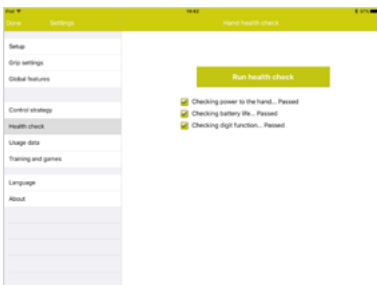 iPad
16:42
Done
Settings
Hand health check
Setup
Grip settings
Global features
Control strategy
Health check
Usage data
Training and games
Language
About
Run health check
Checking power to the hand... Passed
Checking battery life... Passed
Checking digit function... Passed